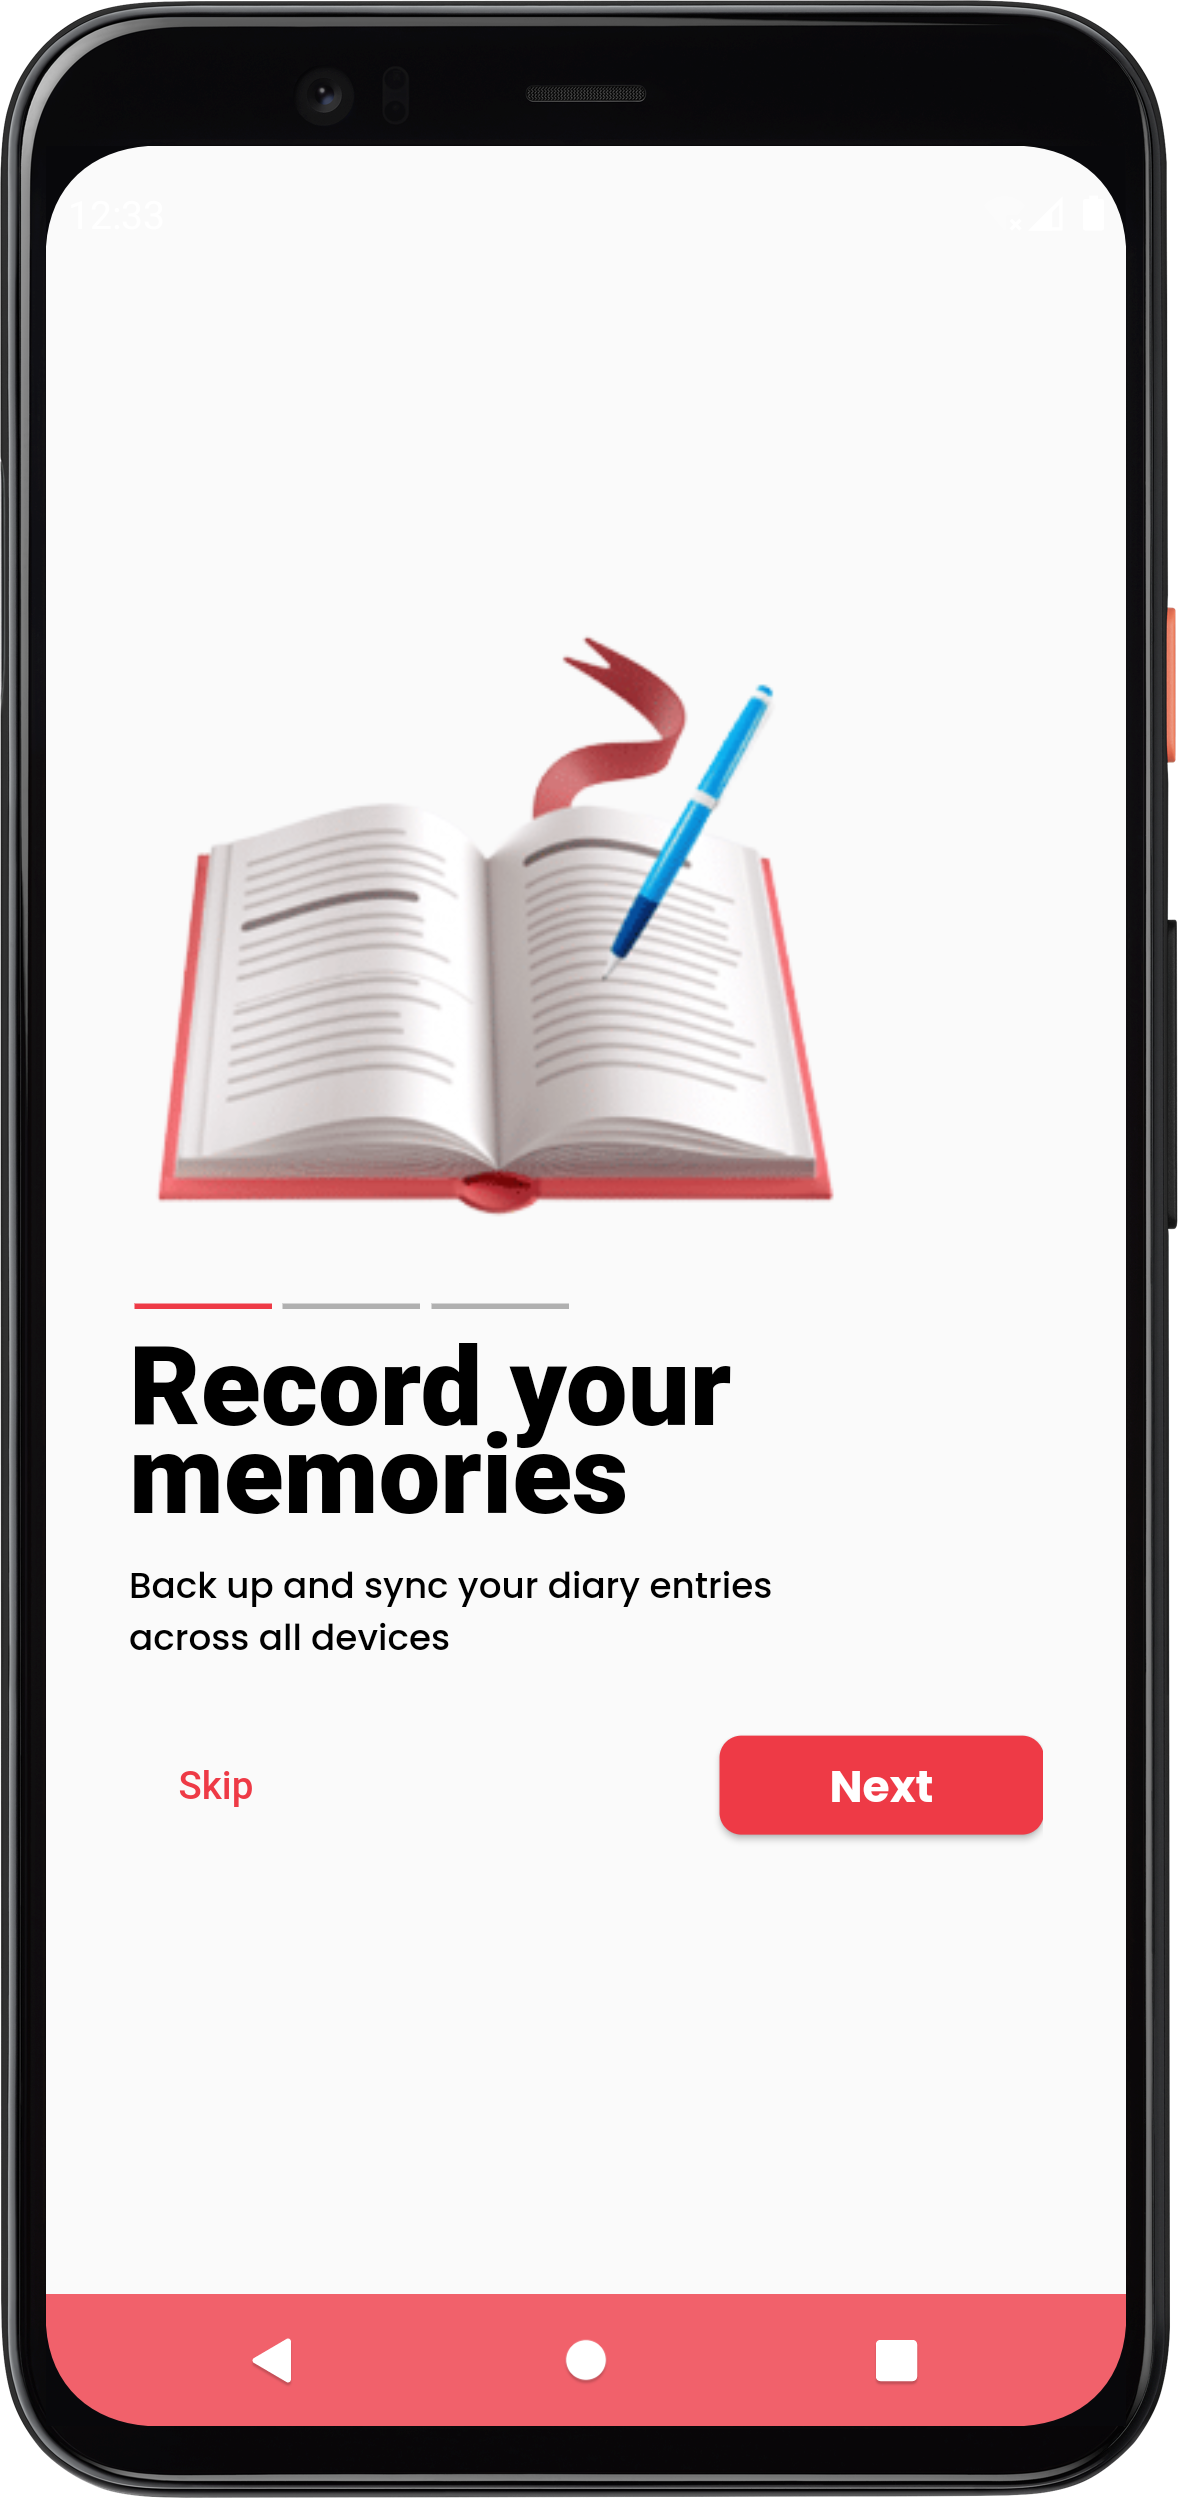 12:33
Record your
memories
Back up and sync your diary entries
across all devices
Skip
Next